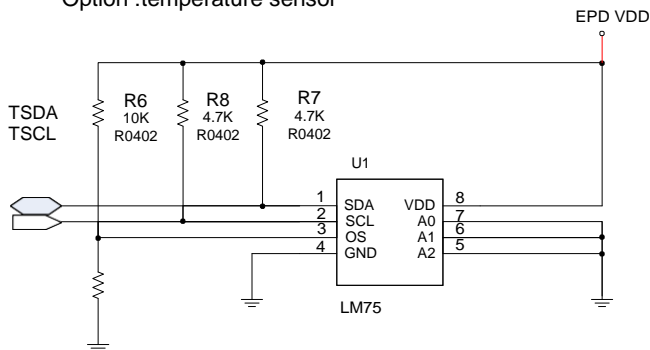 Option :temperature sensor
EPD VDD
TSDA
TSCL
R6
10K
R0402
R8
4.7K
R0402
R7
4.7K
R0402
U1
1 SDA VDD 8
2 SCL A0 7
3 OS A1 6
4 GND A2 5
LM75